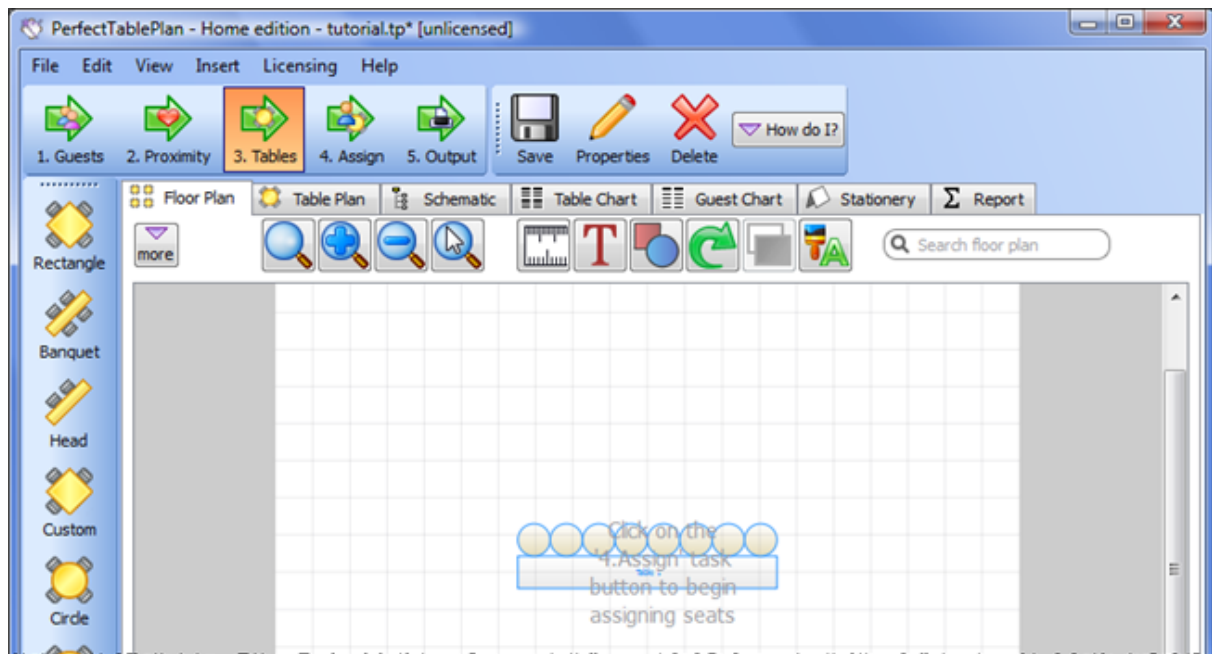 PerfectTablePlan - Home edition - tutorial.tp* [unlicensed]
File Edit View Insert Licensing Help
1. Guests 2. Proximity 3. Tables 4. Assign 5. Output Save Properties Delete How do I?
Floor Plan Table Plan Schematic Table Chart Guest Chart Stationery Σ Report
Rectangle
more
T
A
Search floor plan
Banquet
Head
Custom
Circle
Click on the
'4.Assign' task
button to begin
assigning seats